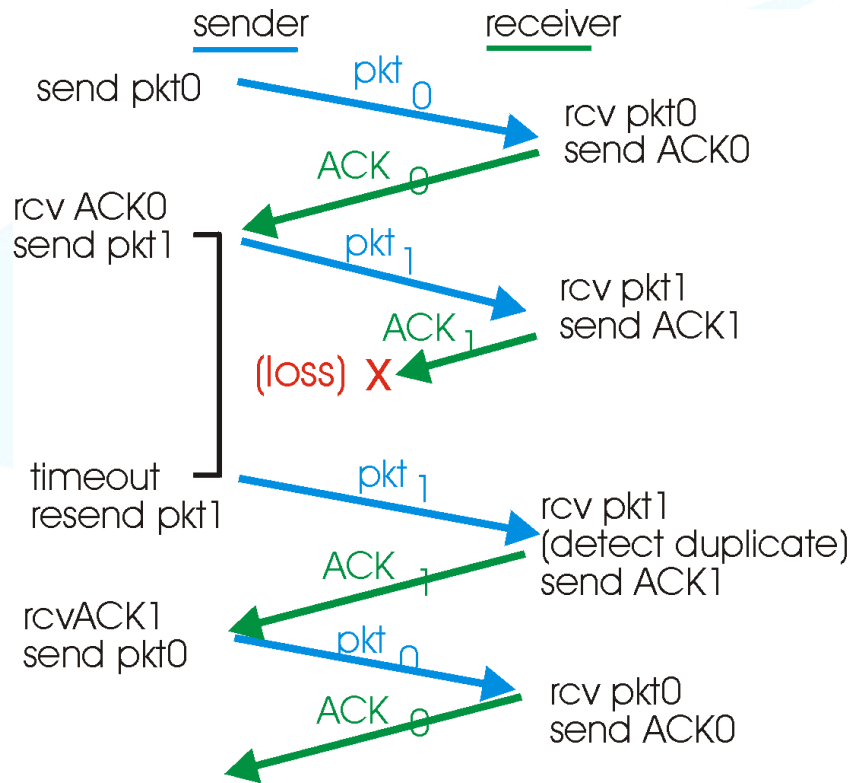 sender
receiver
send pkt0
pkt 0
rcv pkt0
send ACK0
ACK 0
rcv ACK0
send pkt1
pkt 1
rcv pkt1
send ACK1
ACK 1
(loss) X
timeout
resend pkt1
pkt 1
rcv pkt1
(detect duplicate)
send ACK1
ACK 1
rcvACK1
send pkt0
pkt 0
rcv pkt0
send ACK0
ACK 0